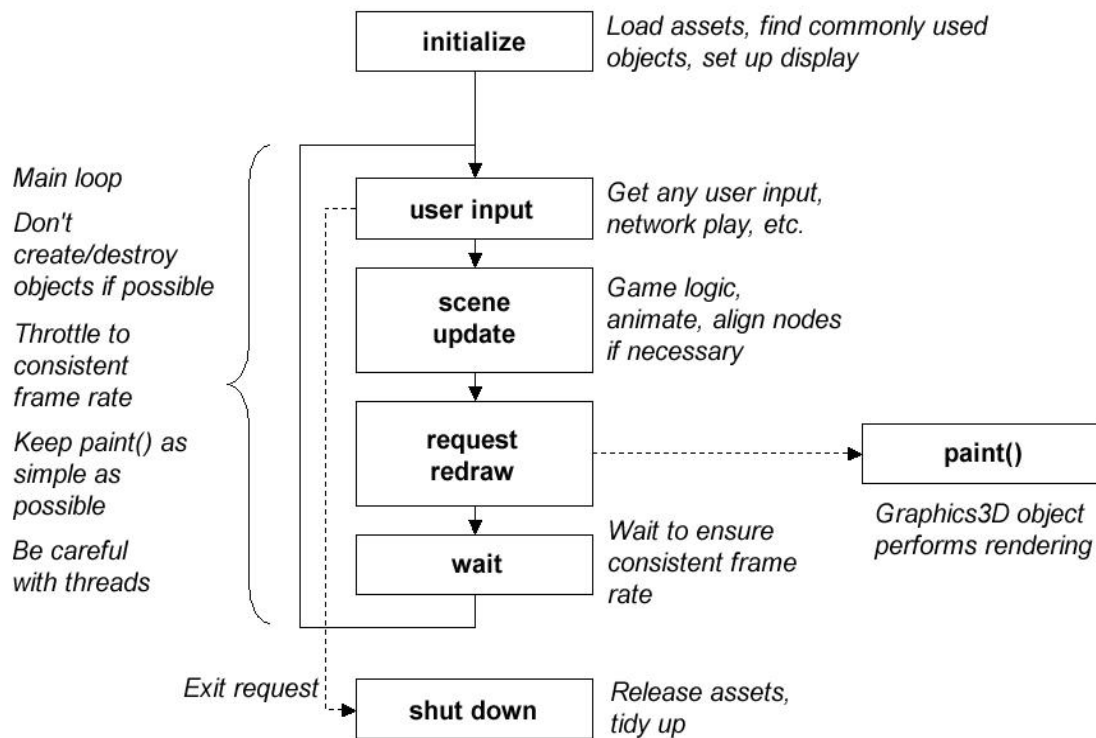 initialize
Load assets, find commonly used
objects, set up display
Main loop
Don't
create/destroy
objects if possible
Throttle to
consistent
frame rate
Keep paint() as
simple as
possible
Be careful
with threads
user input
Get any user input,
network play, etc.
scene
update
Game logic,
animate, align nodes
if necessary
request
redraw
paint()
Graphics3D object
performs rendering
wait
Wait to ensure
consistent frame
rate
Exit request
shut down
Release assets,
tidy up